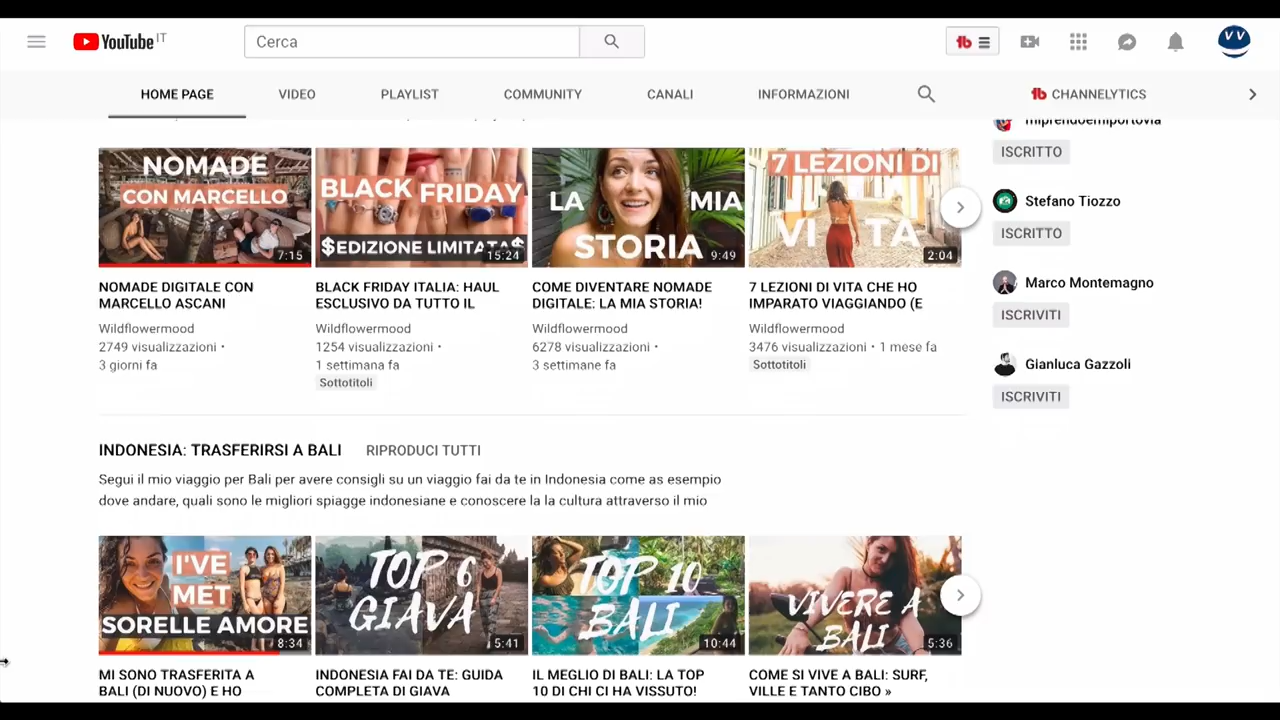 YouTube IT
Cerca
HOME PAGE
VIDEO
PLAYLIST
COMMUNITY
CANALI
INFORMAZIONI
CHANNELYTICS
miprendoemiportovia
ISCRITTO
Stefano Tiozzo
ISCRITTO
Marco Montemagno
ISCRIVITI
Gianluca Gazzoli
ISCRIVITI
NOMADE
CON MARCELLO
7:15
NOMADE DIGITALE CON
MARCELLO ASCANI
Wildflowermood
2749 visualizzazioni •
3 giorni fa
BLACK FRIDAY
$EDIZIONE LIMITATA$
15:24
BLACK FRIDAY ITALIA: HAUL
ESCLUSIVO DA TUTTO IL
Wildflowermood
1254 visualizzazioni •
1 settimana fa
Sottotitoli
LA MIA
STORIA
9:49
COME DIVENTARE NOMADE
DIGITALE: LA MIA STORIA!
Wildflowermood
6278 visualizzazioni •
3 settimane fa
7 LEZIONI DI
VITA
2:04
7 LEZIONI DI VITA CHE HO
IMPARATO VIAGGIANDO (E
Wildflowermood
3476 visualizzazioni • 1 mese fa
Sottotitoli
INDONESIA: TRASFERIRSI A BALI
RIPRODUCI TUTTI
Segui il mio viaggio per Bali per avere consigli su un viaggio fai da te in Indonesia come as esempio
dove andare, quali sono le migliori spiagge indonesiane e conoscere la la cultura attraverso il mio
I'VE
MET
SORELLE AMORE
8:34
MI SONO TRASFERITA A
BALI (DI NUOVO) E HO
TOP 6
GIAVA
5:41
INDONESIA FAI DA TE: GUIDA
COMPLETA DI GIAVA
TOP 10
BALI
10:44
IL MEGLIO DI BALI: LA TOP
10 DI CHI CI HA VISSUTO!
VIVERE A
BALI
5:36
COME SI VIVE A BALI: SURF,
VILLE E TANTO CIBO »